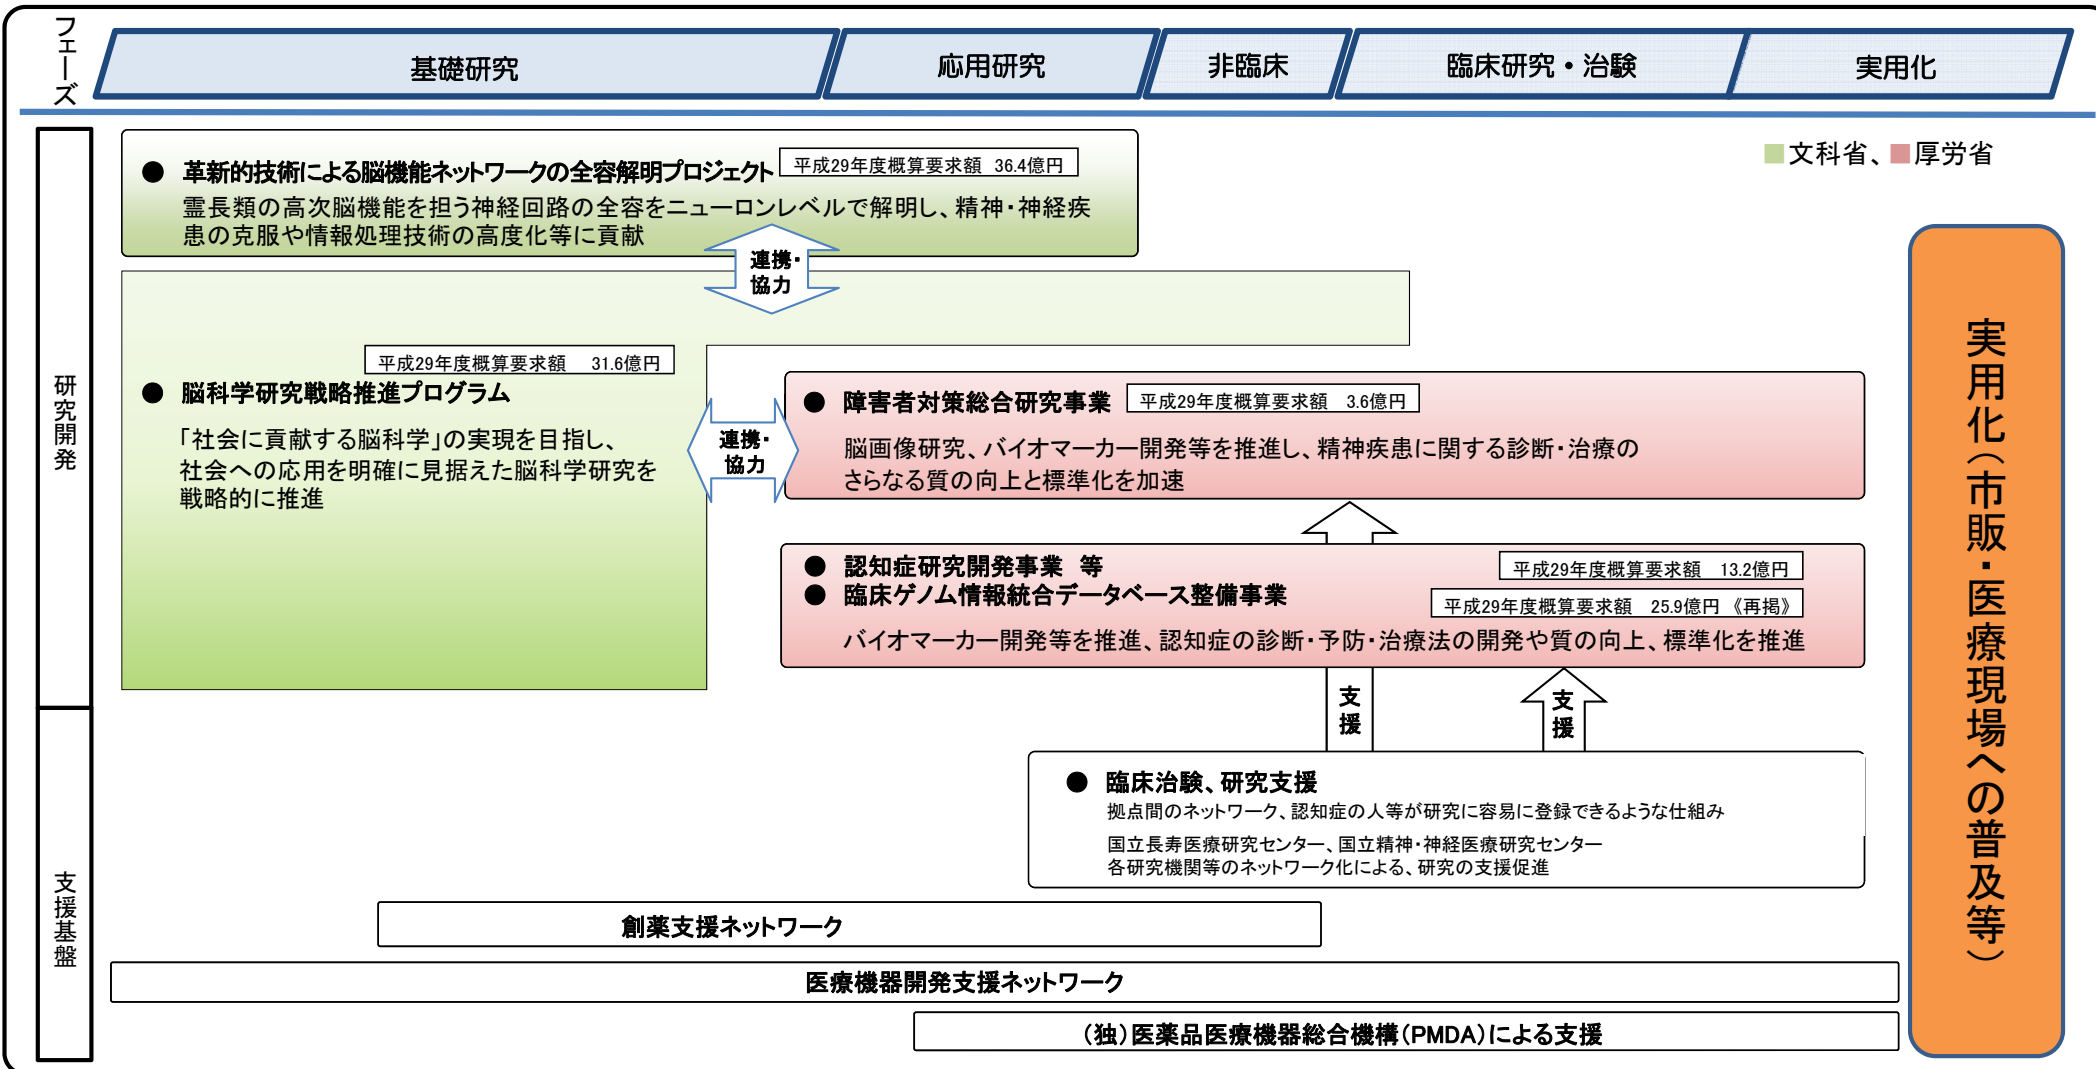 フェーズ
基礎研究
応用研究
非臨床
臨床研究・治験
実用化
■文科省、■厚労省
研究開発
● 革新的技術による脳機能ネットワークの全容解明プロジェクト
平成29年度概算要求額 36.4億円
霊長類の高次脳機能を担う神経回路の全容をニューロンレベルで解明し、精神・神経疾
患の克服や情報処理技術の高度化等に貢献
連携・
協力
平成29年度概算要求額 31.6億円
● 脳科学研究戦略推進プログラム
「社会に貢献する脳科学」の実現を目指し、
社会への応用を明確に見据えた脳科学研究を
戦略的に推進
連携・
協力
● 障害者対策総合研究事業
平成29年度概算要求額 3.6億円
脳画像研究、バイオマーカー開発等を推進し、精神疾患に関する診断・治療の
さらなる質の向上と標準化を加速
● 認知症研究開発事業 等
平成29年度概算要求額 13.2億円
● 臨床ゲノム情報統合データベース整備事業
平成29年度概算要求額 25.9億円 《再掲》
バイオマーカー開発等を推進、認知症の診断・予防・治療法の開発や質の向上、標準化を推進
支援
支援
支援基盤
● 臨床治験、研究支援
拠点間のネットワーク、認知症の人等が研究に容易に登録できるような仕組み
国立長寿医療研究センター、国立精神・神経医療研究センター
各研究機関等のネットワーク化による、研究の支援促進
創薬支援ネットワーク
医療機器開発支援ネットワーク
(独)医薬品医療機器総合機構(PMDA)による支援
実用化(市販・医療現場への普及等)